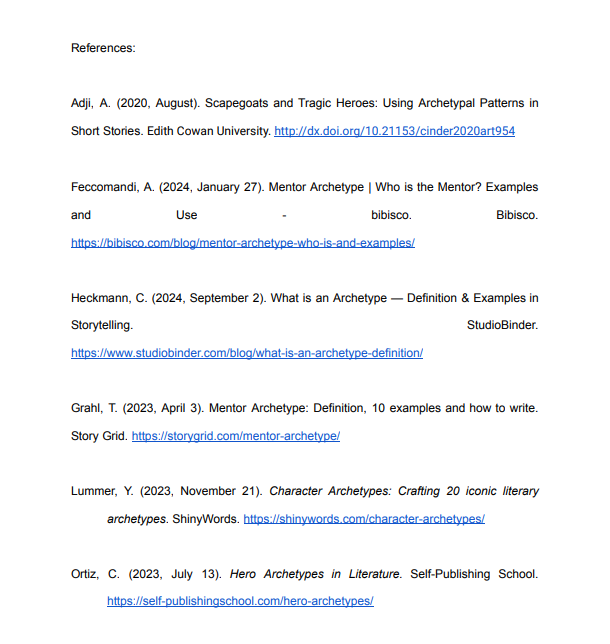 References:
Adji, A. (2020, August). Scapegoats and Tragic Heroes: Using Archetypal Patterns in
Short Stories. Edith Cowan University. http://dx.doi.org/10.21153/cinder2020art954
Feccomandi, A. (2024, January 27). Mentor Archetype | Who is the Mentor? Examples
and Use - bibisco. Bibisco.
https://bibisco.com/blog/mentor-archetype-who-is-and-examples/
Heckmann, C. (2024, September 2). What is an Archetype — Definition & Examples in
Storytelling. StudioBinder.
https://www.studiobinder.com/blog/what-is-an-archetype-definition/
Grahl, T. (2023, April 3). Mentor Archetype: Definition, 10 examples and how to write.
Story Grid. https://storygrid.com/mentor-archetype/
Lummer, Y. (2023, November 21). Character Archetypes: Crafting 20 iconic literary
archetypes. ShinyWords. https://shinywords.com/character-archetypes/
Ortiz, C. (2023, July 13). Hero Archetypes in Literature. Self-Publishing School.
https://self-publishingschool.com/hero-archetypes/